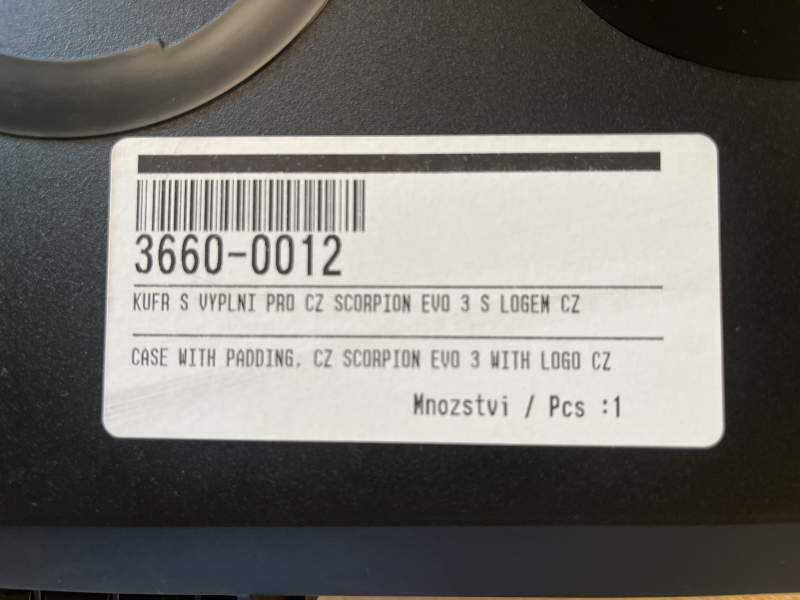 3660-0012
KUFR S VYPLNI PRO CZ SCORPION EVO 3 S LOGEM CZ
CASE WITH PADDING, CZ SCORPION EVO 3 WITH LOGO CZ
Mnozstvi / Pcs :1